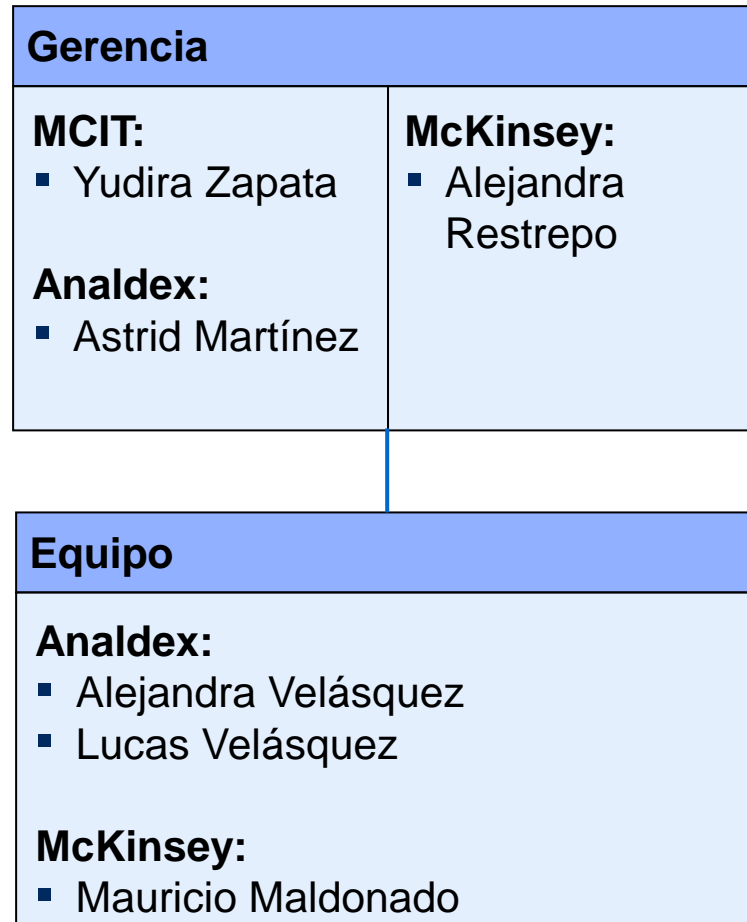 Gerencia
MCIT:
▪ Yudira Zapata
Analdex:
▪ Astrid Martínez
McKinsey:
▪ Alejandra
Restrepo
Equipo
Analdex:
▪ Alejandra Velásquez
▪ Lucas Velásquez
McKinsey:
▪ Mauricio Maldonado